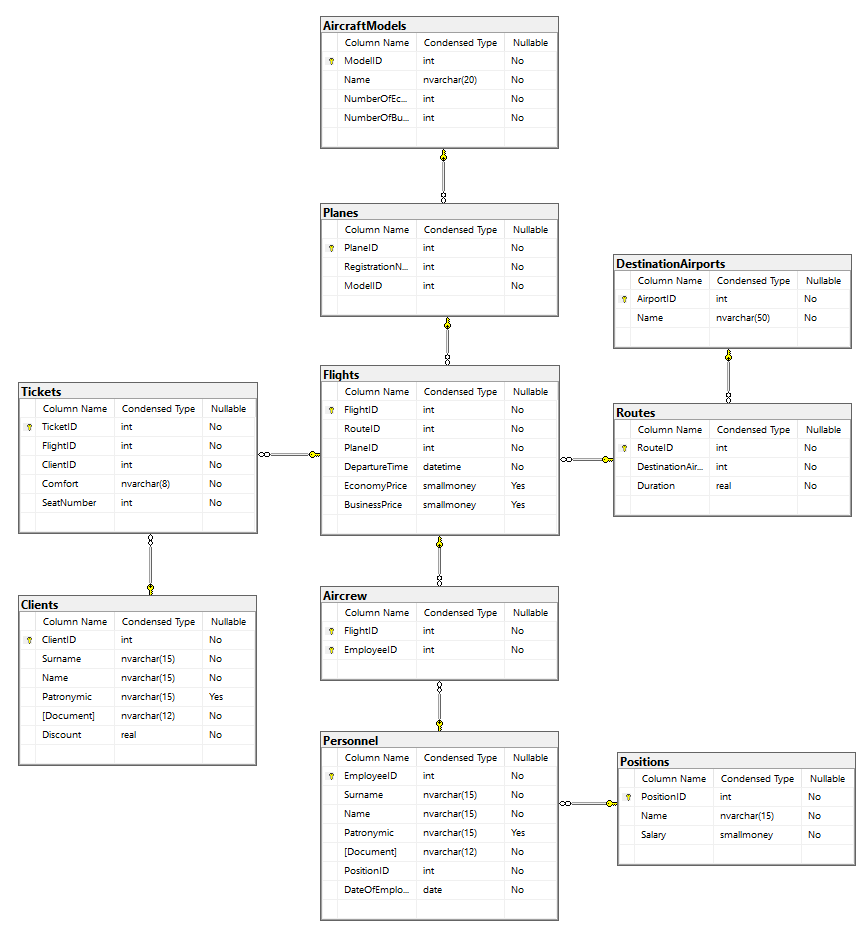 AircraftModels
Column Name Condensed Type Nullable
ModelID int No
Name nvarchar(20) No
NumberOfEc... int No
NumberOfBu... int No
Planes
Column Name Condensed Type Nullable
PlaneID int No
RegistrationN... int No
ModelID int No
DestinationAirports
Column Name Condensed Type Nullable
AirportID int No
Name nvarchar(50) No
Flights
Column Name Condensed Type Nullable
FlightID int No
RouteID int No
PlaneID int No
DepartureTime datetime No
EconomyPrice smallmoney Yes
BusinessPrice smallmoney Yes
Tickets
Column Name Condensed Type Nullable
TicketID int No
FlightID int No
ClientID int No
Comfort nvarchar(8) No
SeatNumber int No
Routes
Column Name Condensed Type Nullable
RouteID int No
DestinationAir... int No
Duration real No
Aircrew
Column Name Condensed Type Nullable
FlightID int No
EmployeeID int No
Clients
Column Name Condensed Type Nullable
ClientID int No
Surname nvarchar(15) No
Name nvarchar(15) No
Patronymic nvarchar(15) Yes
[Document] nvarchar(12) No
Discount real No
Personnel
Column Name Condensed Type Nullable
EmployeeID int No
Surname nvarchar(15) No
Name nvarchar(15) No
Patronymic nvarchar(15) Yes
[Document] nvarchar(12) No
PositionID int No
DateOfEmplo... date No
Positions
Column Name Condensed Type Nullable
PositionID int No
Name nvarchar(15) No
Salary smallmoney No